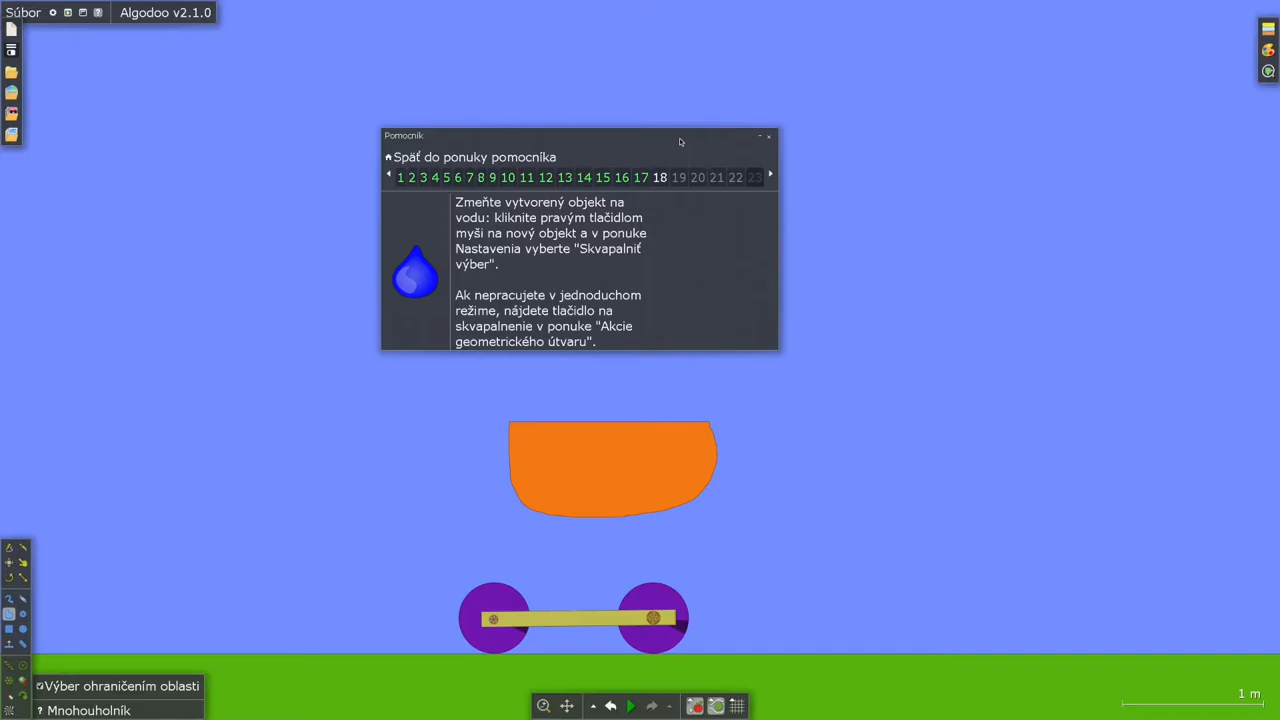 Súbor
Algodoo v2.1.0
Pomocník
Späť do ponuky pomocníka
1 2 3 4 5 6 7 8 9 10 11 12 13 14 15 16 17 18 19 20 21 22 23
Zmeňte vytvorený objekt na
vodu: kliknite pravým tlačidlom
myši na nový objekt a v ponuke
Nastavenia vyberte "Skvapalniť
výber".
Ak nepracujete v jednoduchom
režime, nájdete tlačidlo na
skvapalnenie v ponuke "Akcie
geometrického útvaru".
Výber ohraničením oblasti
? Mnohouholník
1 m